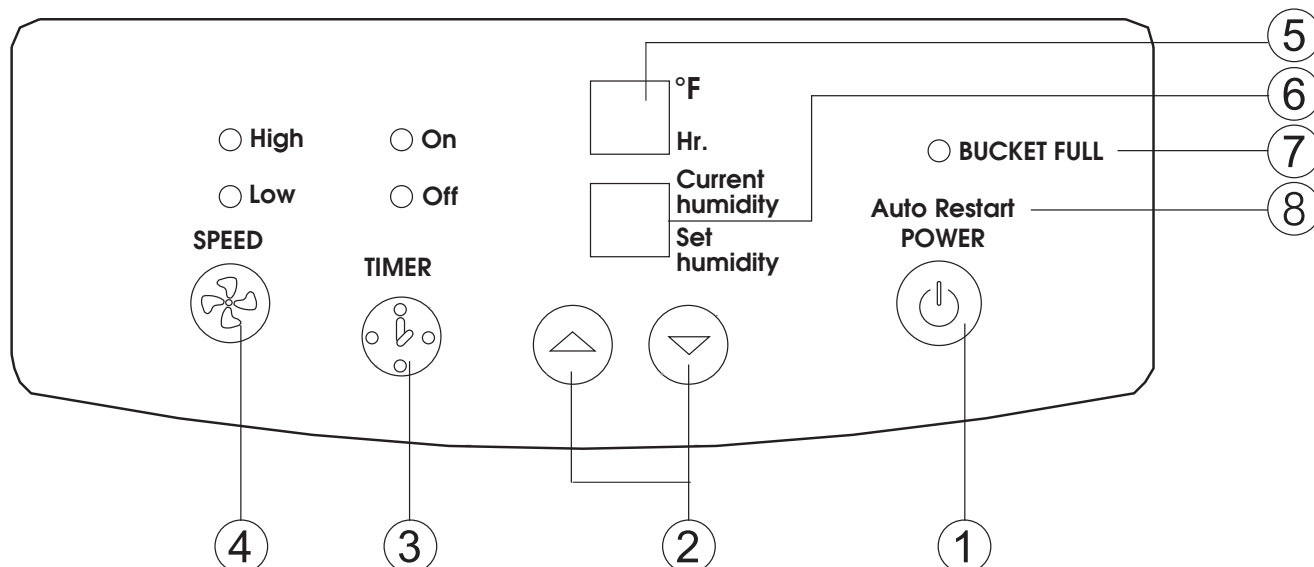 °F
Hr.
Current
humidity
Set
humidity
High
Low
SPEED
On
Off
TIMER
BUCKET FULL
Auto Restart
POWER
5
6
7
8
4
3
2
1